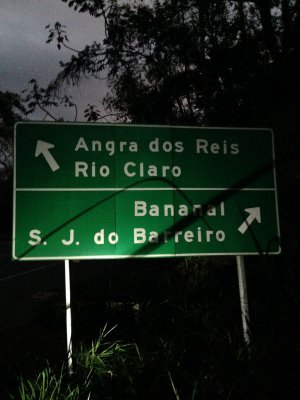 Angra dos Reis
Rio Claro
Bananal
S. J. do Barreiro